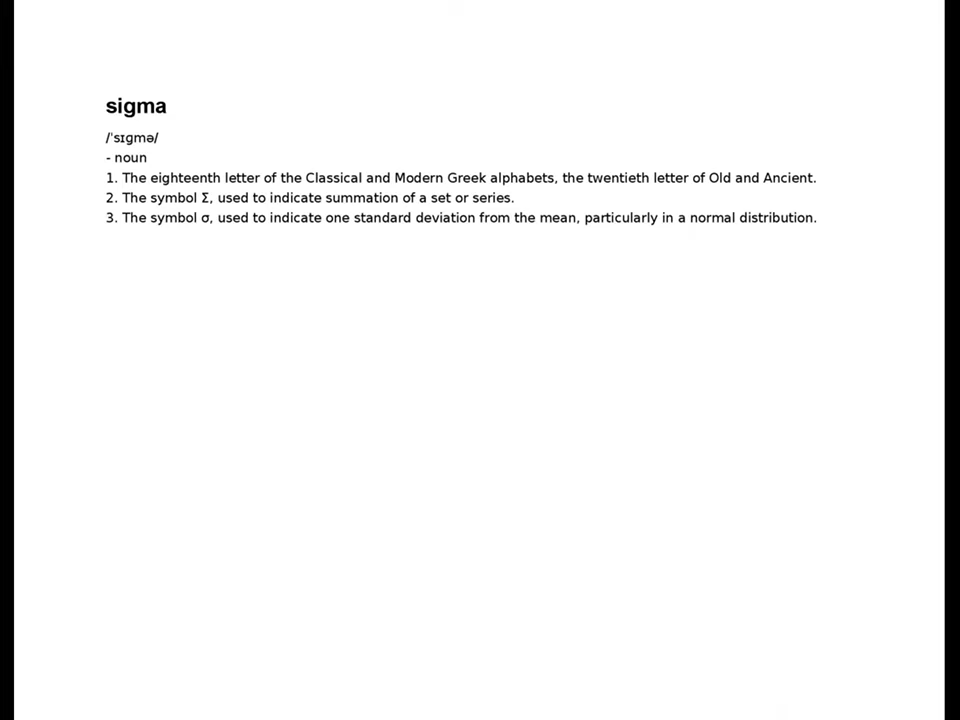 sigma
/ˈsɪɡmə/
- noun
1. The eighteenth letter of the Classical and Modern Greek alphabets, the twentieth letter of Old and Ancient.
2. The symbol Σ, used to indicate summation of a set or series.
3. The symbol σ, used to indicate one standard deviation from the mean, particularly in a normal distribution.